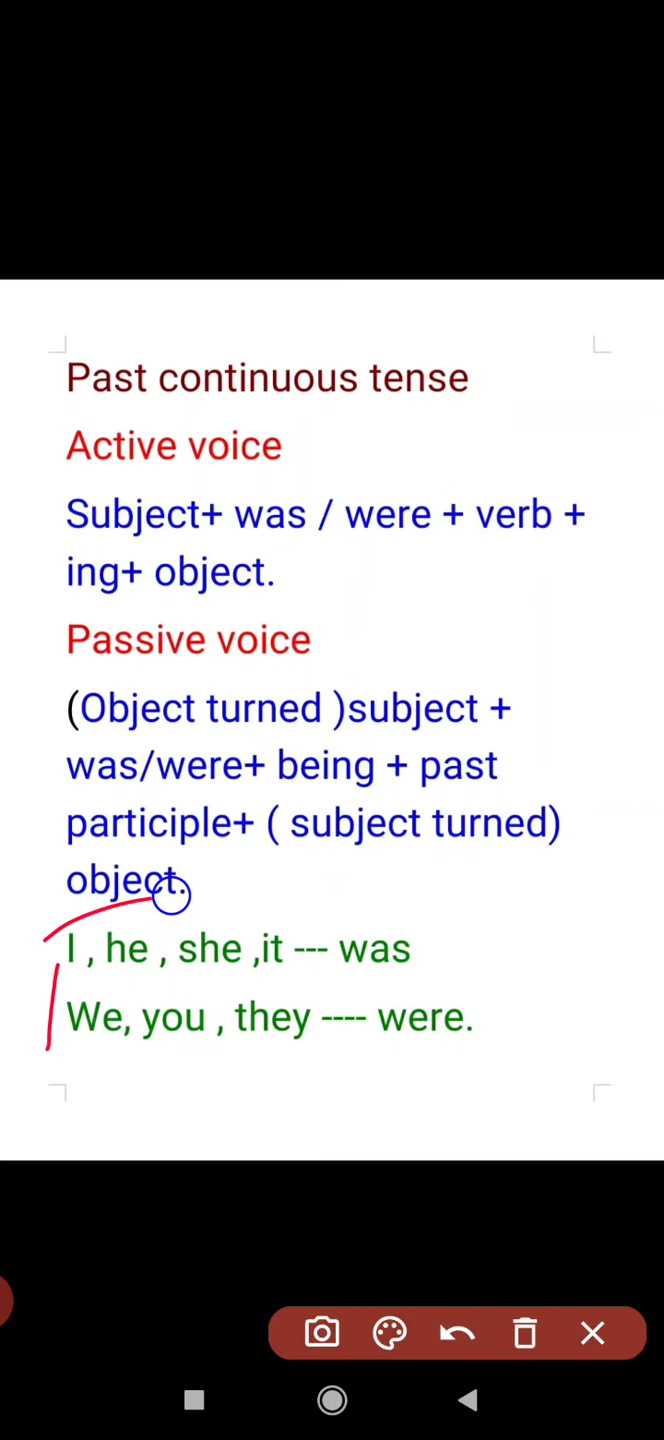 Past continuous tense
Active voice
Subject+ was / were + verb +
ing+ object.
Passive voice
(Object turned )subject +
was/were+ being + past
participle+ ( subject turned)
object.
I , he , she ,it --- was
We, you , they ---- were.